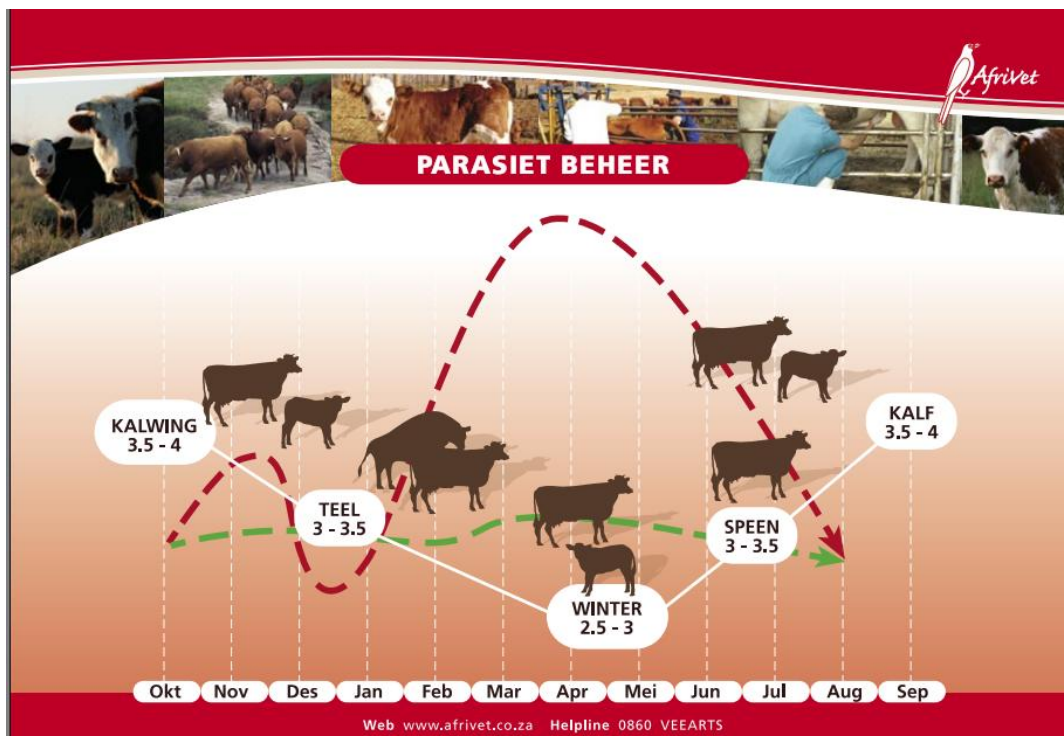 AfriVet
PARASIET BEHEER
KALWING
3.5 - 4
TEEL
3 - 3.5
WINTER
2.5 - 3
SPEEN
3 - 3.5
KALF
3.5 - 4
Okt Nov Des Jan Feb Mar Apr Mei Jun Jul Aug Sep
Web www.afrivet.co.za Helpline 0860 VEEARTS